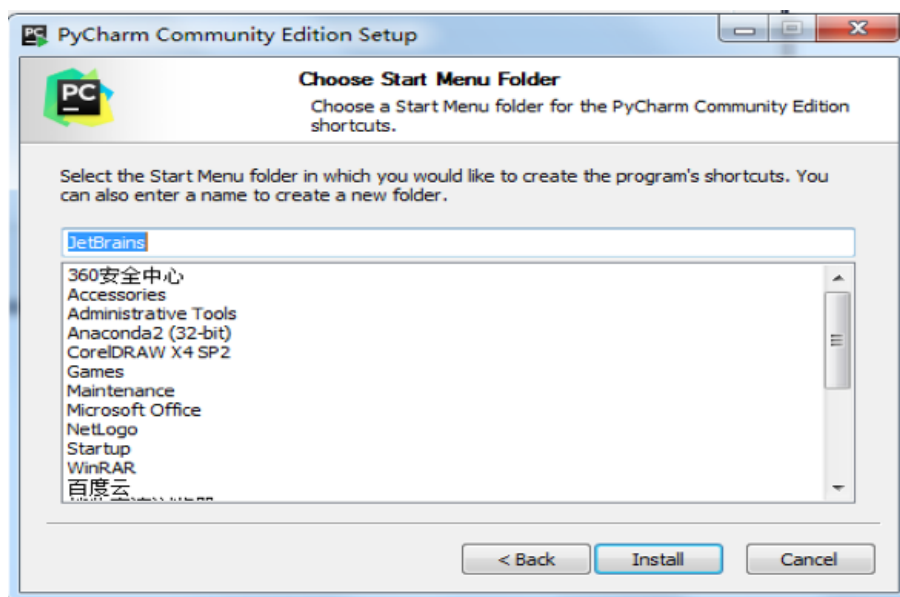 PyCharm Community Edition Setup
PC
Choose Start Menu Folder
Choose a Start Menu folder for the PyCharm Community Edition
shortcuts.
Select the Start Menu folder in which you would like to create the program's shortcuts. You
can also enter a name to create a new folder.
JetBrains
360安全中心
Accessories
Administrative Tools
Anaconda2 (32-bit)
CorelDRAW X4 SP2
Games
Maintenance
Microsoft Office
NetLogo
Startup
WinRAR
百度云
< Back
Install
Cancel